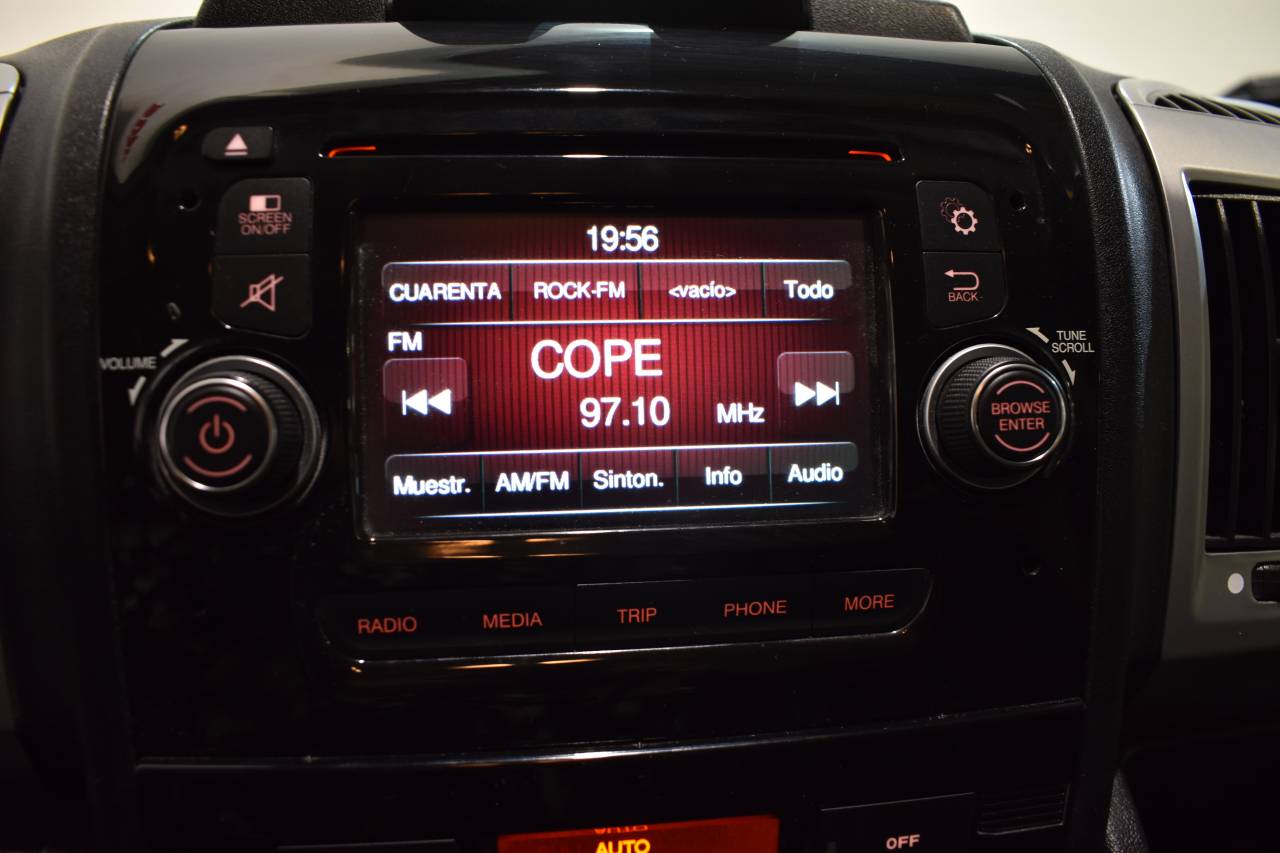 SCREEN
ON/OFF
19:56
CUARENTA ROCK-FM <vacío> Todo
BACK
VOLUME
TUNE
SCROLL
FM
COPE
97.10 MHz
BROWSE
ENTER
Muestr. AM/FM Sinton. Info Audio
RADIO MEDIA TRIP PHONE MORE
AUTO
OFF